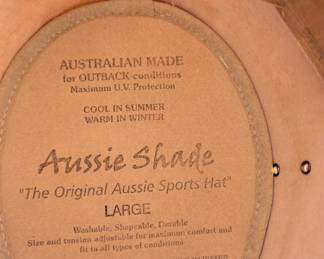 AUSTRALIAN MADE
for OUTBACK conditions
Maximum U.V. Protection
COOL IN SUMMER
WARM IN WINTER
Aussie Shade
"The Original Aussie Sports Hat"
LARGE
Washable, Shapeable, Durable
Size and tension adjustable for maximum comfort and
fit to all types of conditions